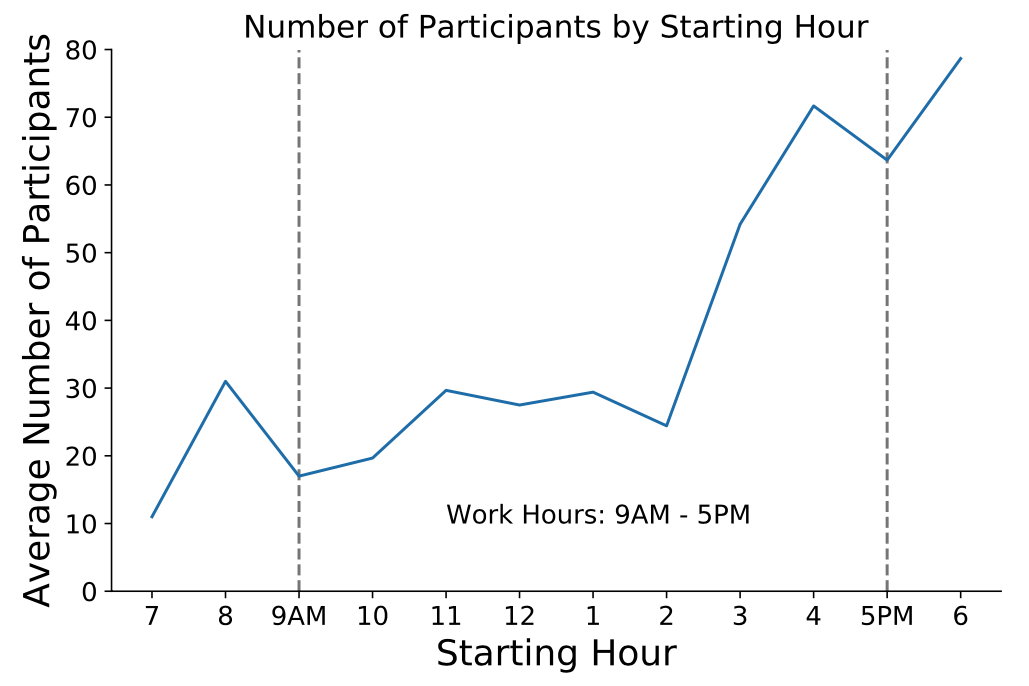 Number of Participants by Starting Hour
Average Number of Participants
80
70
60
50
40
30
20
10
0
Work Hours: 9AM - 5PM
7 8 9AM 10 11 12 1 2 3 4 5PM 6
Starting Hour